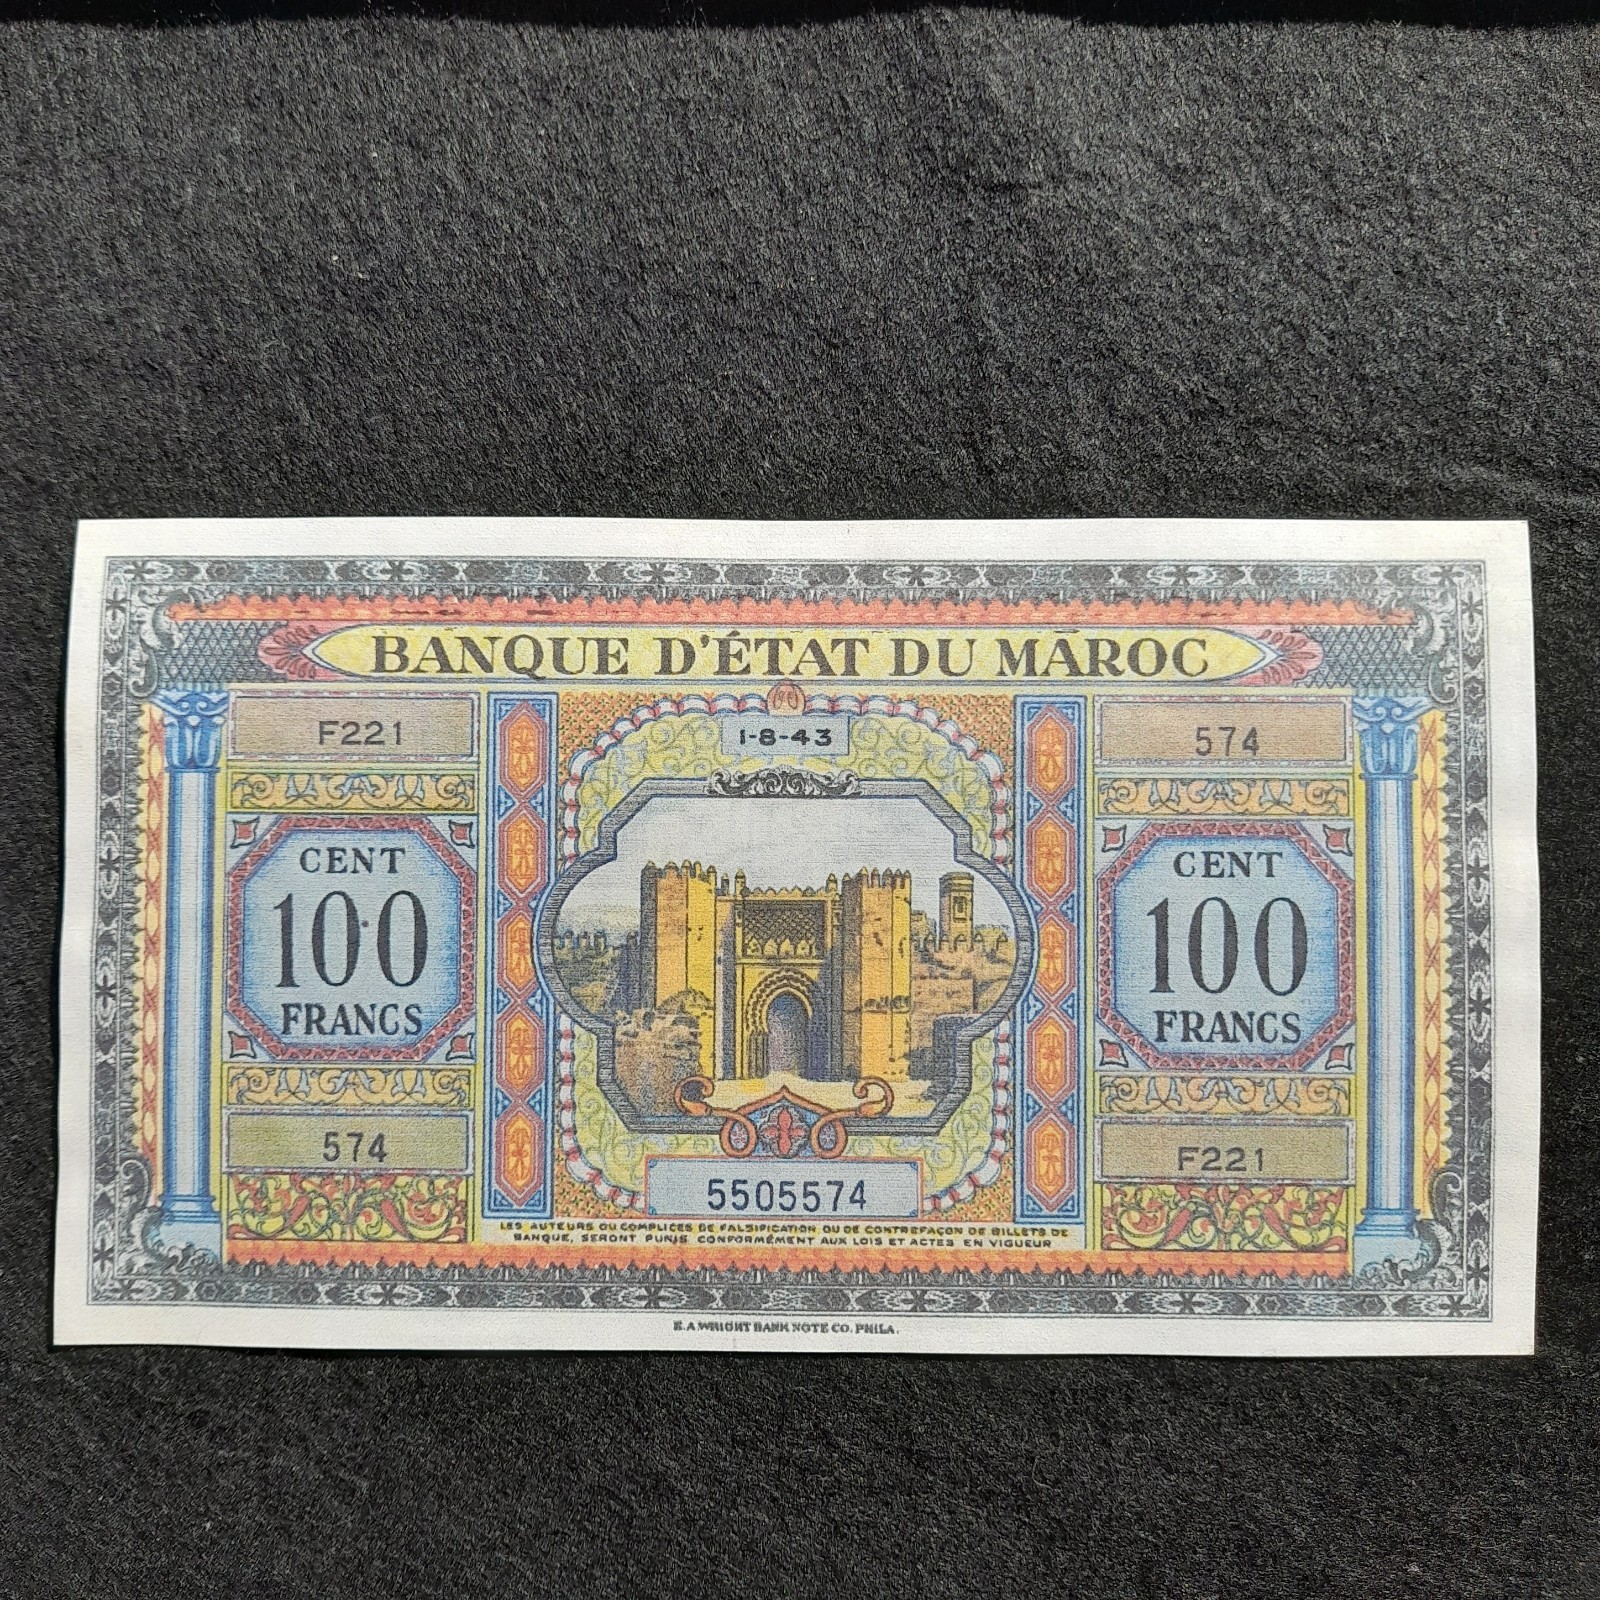 BANQUE D'ÉTAT DU MAROC
F221
1-8-43
574
CENT
100
FRANCS
CENT
100
FRANCS
574
5505574
F221
LES AUTEURS OU COMPLICES DE FALSIFICATION OU DE CONTREFAÇON DE BILLETS DE
BANQUE, SERONT PUNIS CONFORMÉMENT AUX LOIS ET ACTES EN VIGUEUR
E.A.WRIGHT BANK NOTE CO. PHILA.